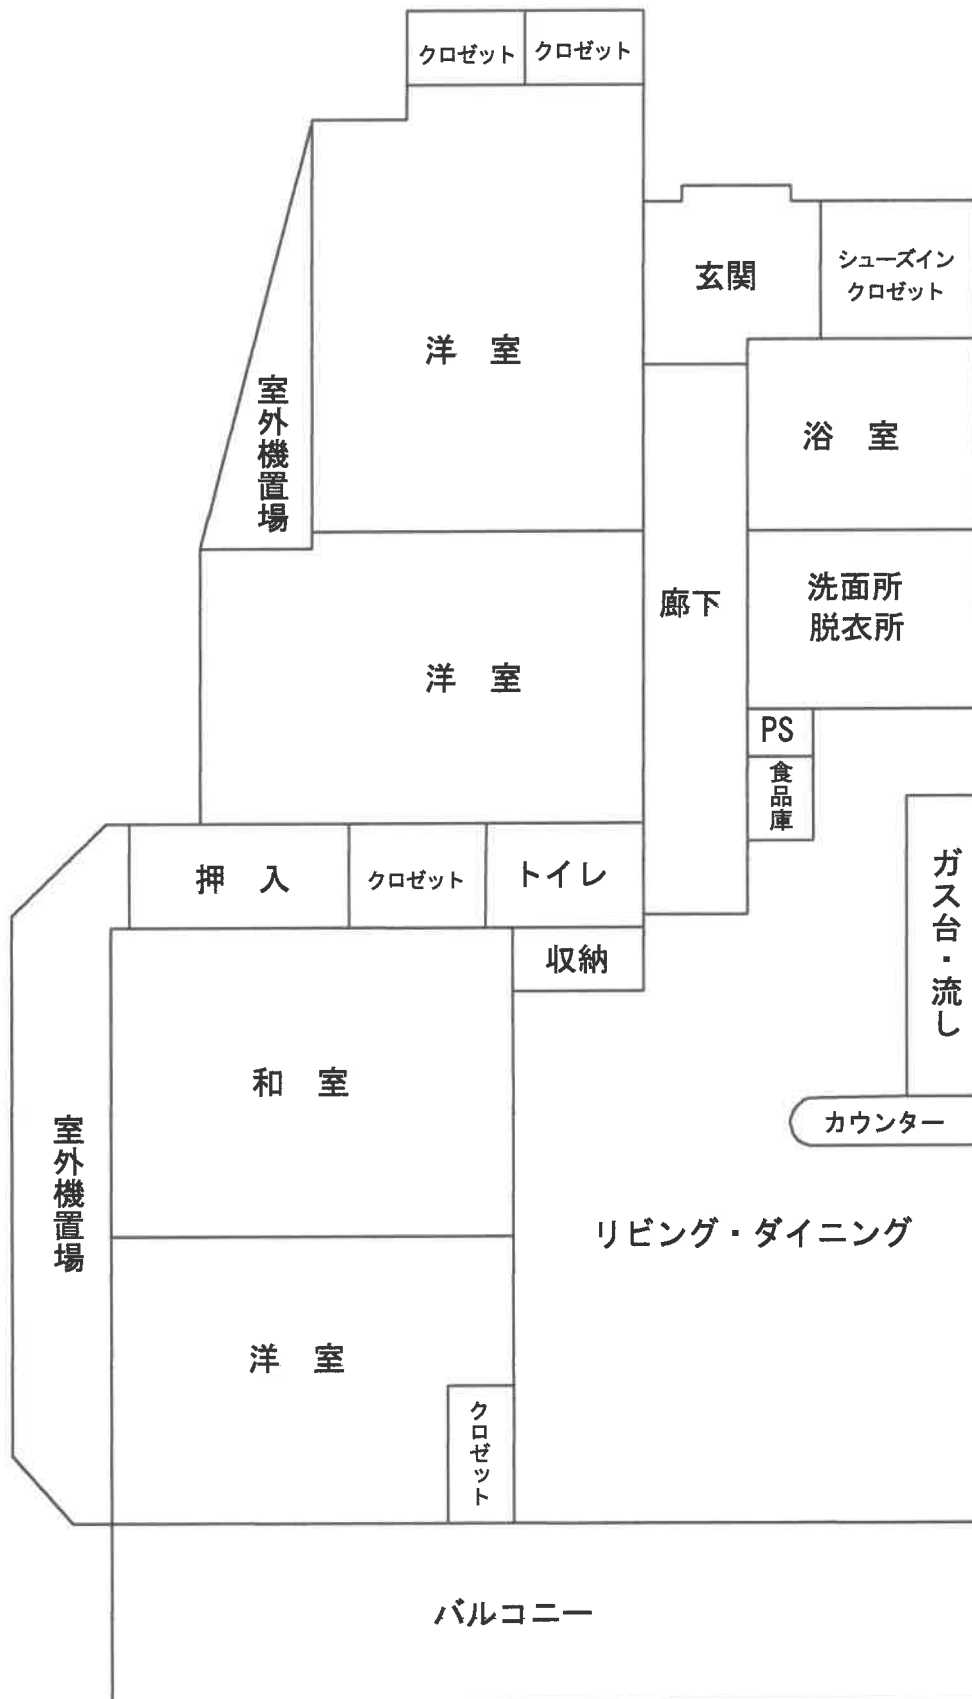 クロゼット
クロゼット
玄関
シューズイン
クロゼット
洋　室
室外機置場
浴　室
廊下
洗面所
脱衣所
洋　室
PS
食品庫
押　入
クロゼット
トイレ
ガス台・流し
収納
和　室
カウンター
室外機置場
リビング・ダイニング
洋　室
クロゼット
バルコニー